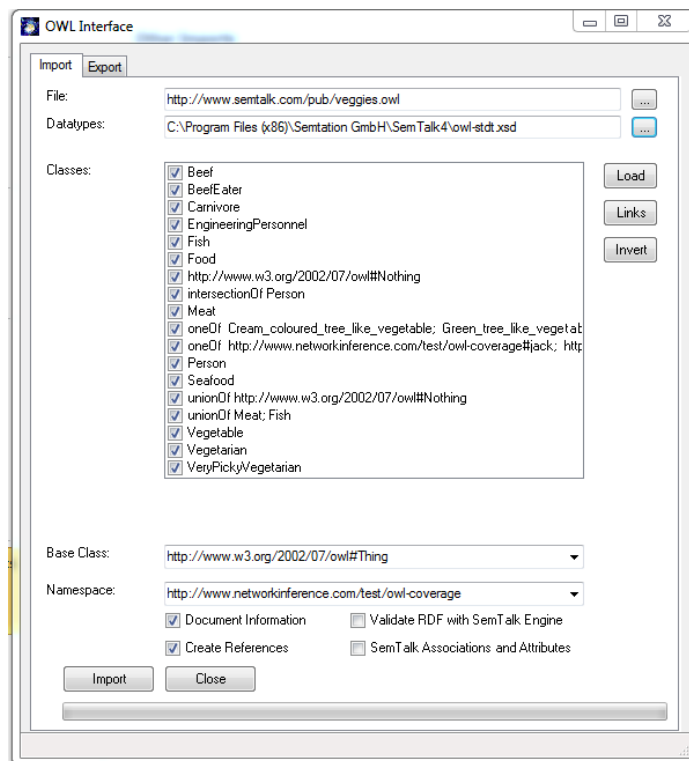 OWL Interface
Import Export
File: http://www.semtalk.com/pub/veggies.owl ...
Datatypes: C:\Program Files (x86)\Semtation GmbH\SemTalk4\owl-stdt.xsd ...
Classes:
Beef
Load
BeefEater
Carnivore
Links
EngineeringPersonnel
Fish
Invert
Food
http://www.w3.org/2002/07/owl#Nothing
intersectionOf Person
Meat
oneOf Cream_coloured_tree_like_vegetable; Green_tree_like_vegetab
oneOf http://www.networkinference.com/test/owl-coverage#jack; http
Person
Seafood
unionOf http://www.w3.org/2002/07/owl#Nothing
unionOf Meat; Fish
Vegetable
Vegetarian
VeryPickyVegetarian
Base Class: http://www.w3.org/2002/07/owl#Thing
Namespace: http://www.networkinference.com/test/owl-coverage
Document Information Validate RDF with SemTalk Engine
Create References SemTalk Associations and Attributes
Import Close